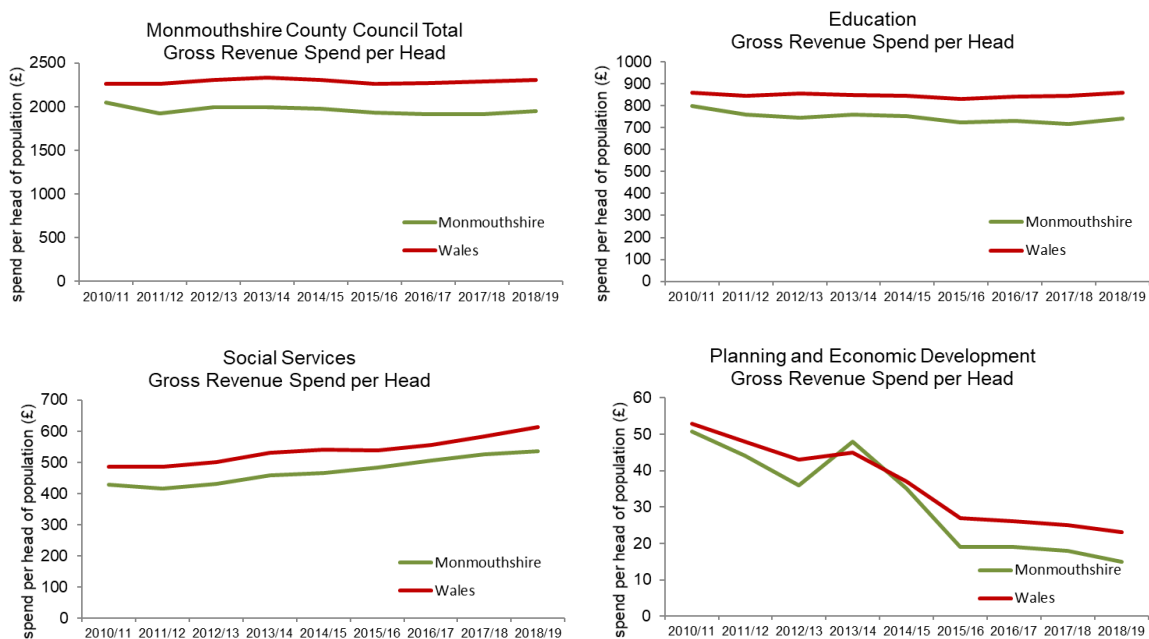 Monmouthshire County Council Total
Gross Revenue Spend per Head
spend per head of population (£)
2500
2000
1500
1000
500
0
2010/11 2011/12 2012/13 2013/14 2014/15 2015/16 2016/17 2017/18 2018/19
Monmouthshire
Wales
Education
Gross Revenue Spend per Head
spend per head of population (£)
1000
900
800
700
600
500
400
300
200
100
0
2010/11 2011/12 2012/13 2013/14 2014/15 2015/16 2016/17 2017/18 2018/19
Monmouthshire
Wales
Social Services
Gross Revenue Spend per Head
spend per head of population (£)
700
600
500
400
300
200
100
0
2010/11 2011/12 2012/13 2013/14 2014/15 2015/16 2016/17 2017/18 2018/19
Monmouthshire
Wales
Planning and Economic Development
Gross Revenue Spend per Head
spend per head of population (£)
60
50
40
30
20
10
0
2010/11 2011/12 2012/13 2013/14 2014/15 2015/16 2016/17 2017/18 2018/19
Monmouthshire
Wales